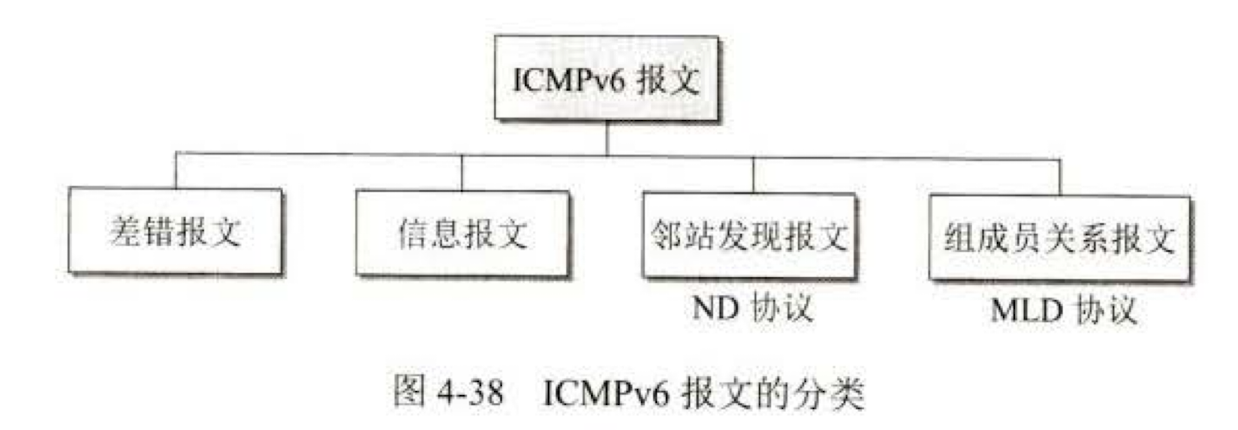 ICMPv6 报文
差错报文
信息报文
邻站发现报文
组成员关系报文
ND 协议
MLD 协议
图 4-38 ICMPv6 报文的分类